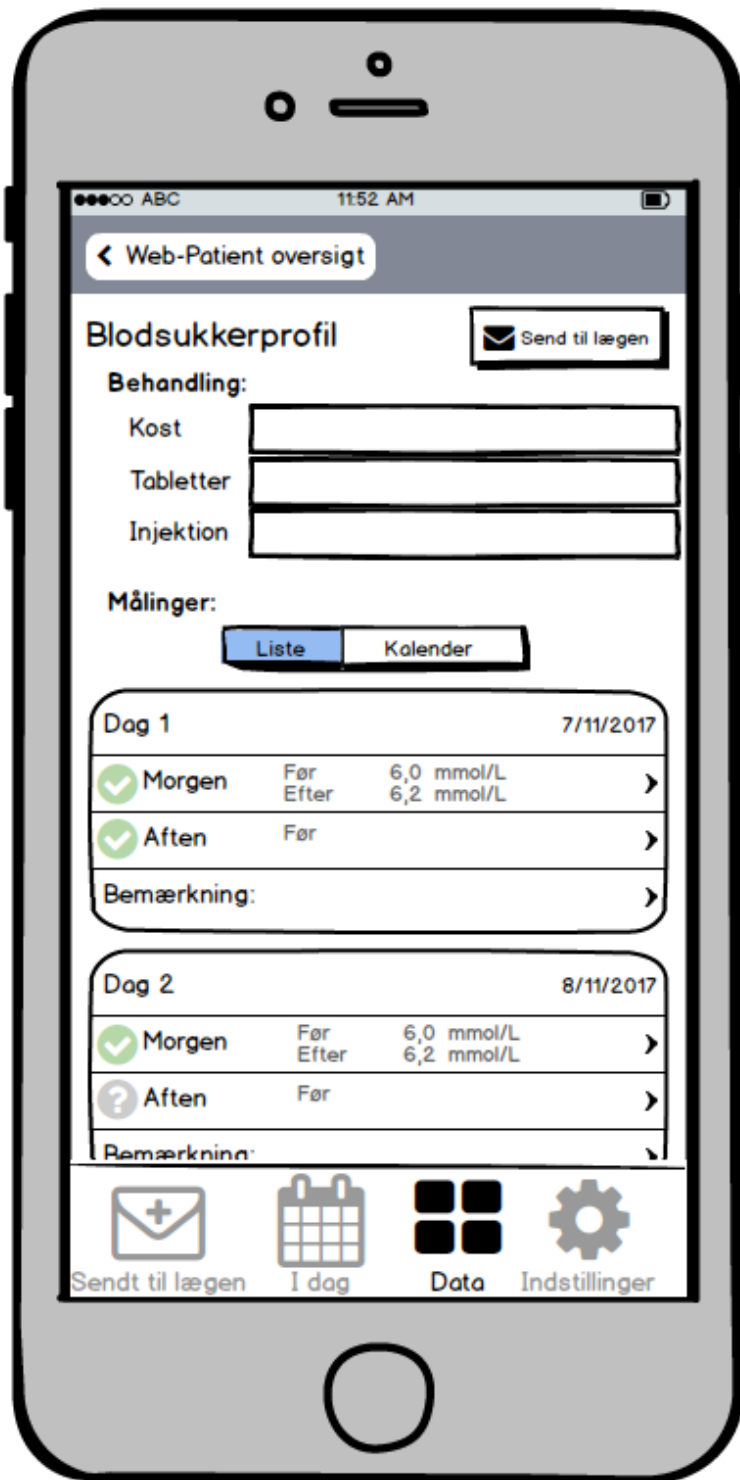 ABC 11:52 AM
Web-Patient oversigt
Blodsukkerprofil
Send til lægen
Behandling:
Kost
Tabletter
Injektion
Målinger:
Liste Kalender
Dag 1 7/11/2017
Morgen Før 6,0 mmol/L
Efter 6,2 mmol/L
Aften Før
Bemærkning:
Dag 2 8/11/2017
Morgen Før 6,0 mmol/L
Efter 6,2 mmol/L
Aften Før
Bemærkning:
Sendt til lægen I dag Data Indstillinger